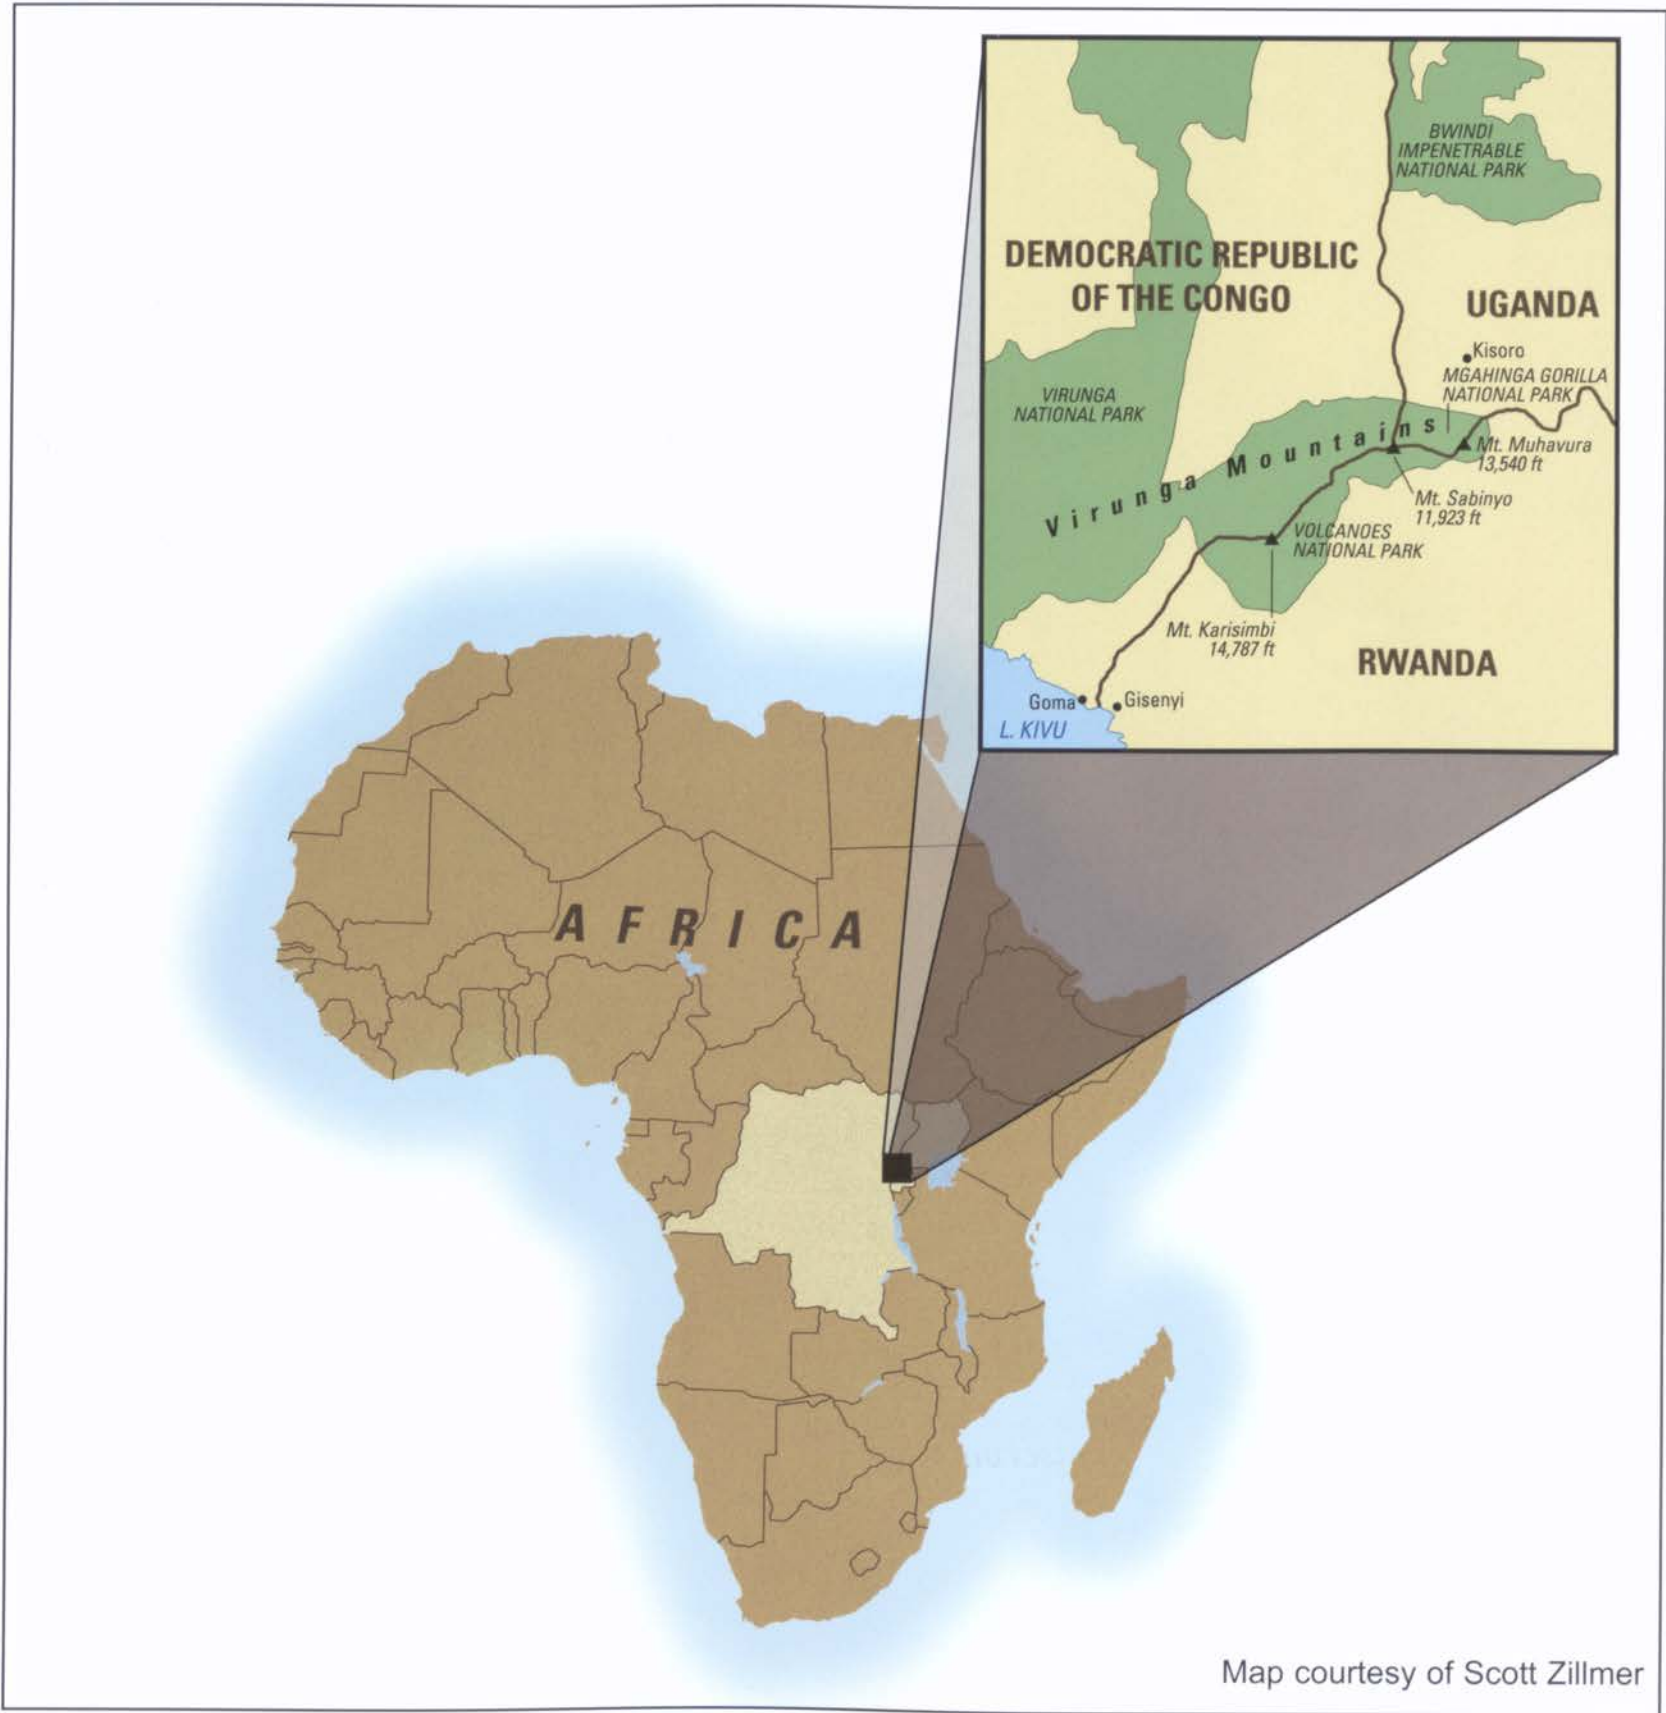 BWINDI
IMPENETRABLE
NATIONAL PARK
DEMOCRATIC REPUBLIC
OF THE CONGO
UGANDA
Kisoro
MGAHINGA GORILLA
NATIONAL PARK
VIRUNGA
NATIONAL PARK
Virunga Mountains
Mt. Muhavura
13,540 ft
Mt. Sabinyo
11,923 ft
VOLCANOES
NATIONAL PARK
Mt. Karisimbi
14,787 ft
RWANDA
Goma
Gisenyi
L. KIVU
AFRICA
Map courtesy of Scott Zillmer